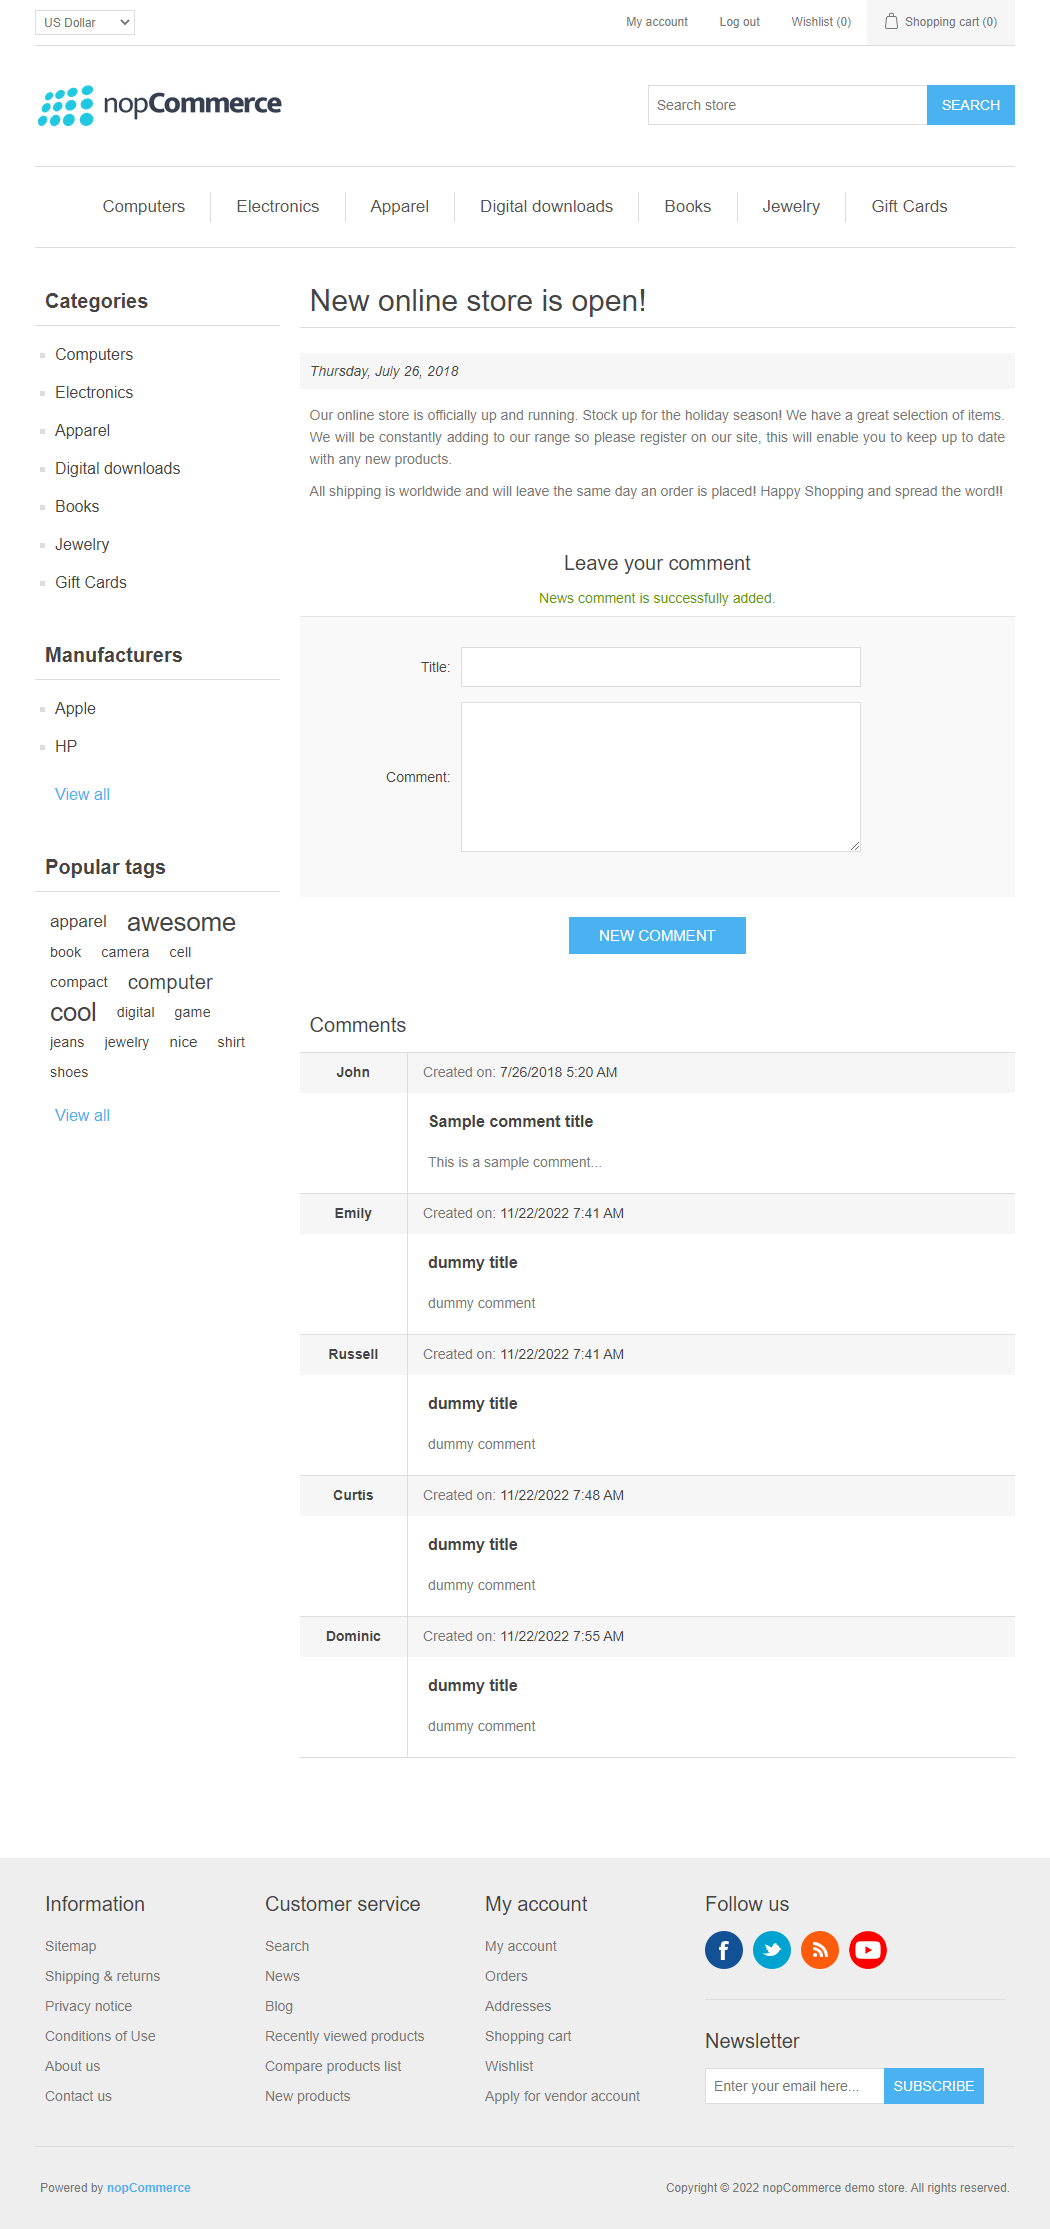 US Dollar
My account
Log out
Wishlist (0)
Shopping cart (0)
nopCommerce
Search store
SEARCH
Computers
Electronics
Apparel
Digital downloads
Books
Jewelry
Gift Cards
Categories
Computers
Electronics
Apparel
Digital downloads
Books
Jewelry
Gift Cards
Manufacturers
Apple
HP
View all
Popular tags
apparel awesome
book camera cell
compact computer
cool digital game
jeans jewelry nice shirt
shoes
View all
New online store is open!
Thursday, July 26, 2018
Our online store is officially up and running. Stock up for the holiday season! We have a great selection of items.
We will be constantly adding to our range so please register on our site, this will enable you to keep up to date
with any new products.
All shipping is worldwide and will leave the same day an order is placed! Happy Shopping and spread the word!!
Leave your comment
News comment is successfully added.
Title:
Comment:
NEW COMMENT
Comments
John
Created on: 7/26/2018 5:20 AM
Sample comment title
This is a sample comment...
Emily
Created on: 11/22/2022 7:41 AM
dummy title
dummy comment
Russell
Created on: 11/22/2022 7:41 AM
dummy title
dummy comment
Curtis
Created on: 11/22/2022 7:48 AM
dummy title
dummy comment
Dominic
Created on: 11/22/2022 7:55 AM
dummy title
dummy comment
Information
Sitemap
Shipping & returns
Privacy notice
Conditions of Use
About us
Contact us
Customer service
Search
News
Blog
Recently viewed products
Compare products list
New products
My account
My account
Orders
Addresses
Shopping cart
Wishlist
Apply for vendor account
Follow us
Newsletter
Enter your email here...
SUBSCRIBE
Powered by nopCommerce
Copyright © 2022 nopCommerce demo store. All rights reserved.